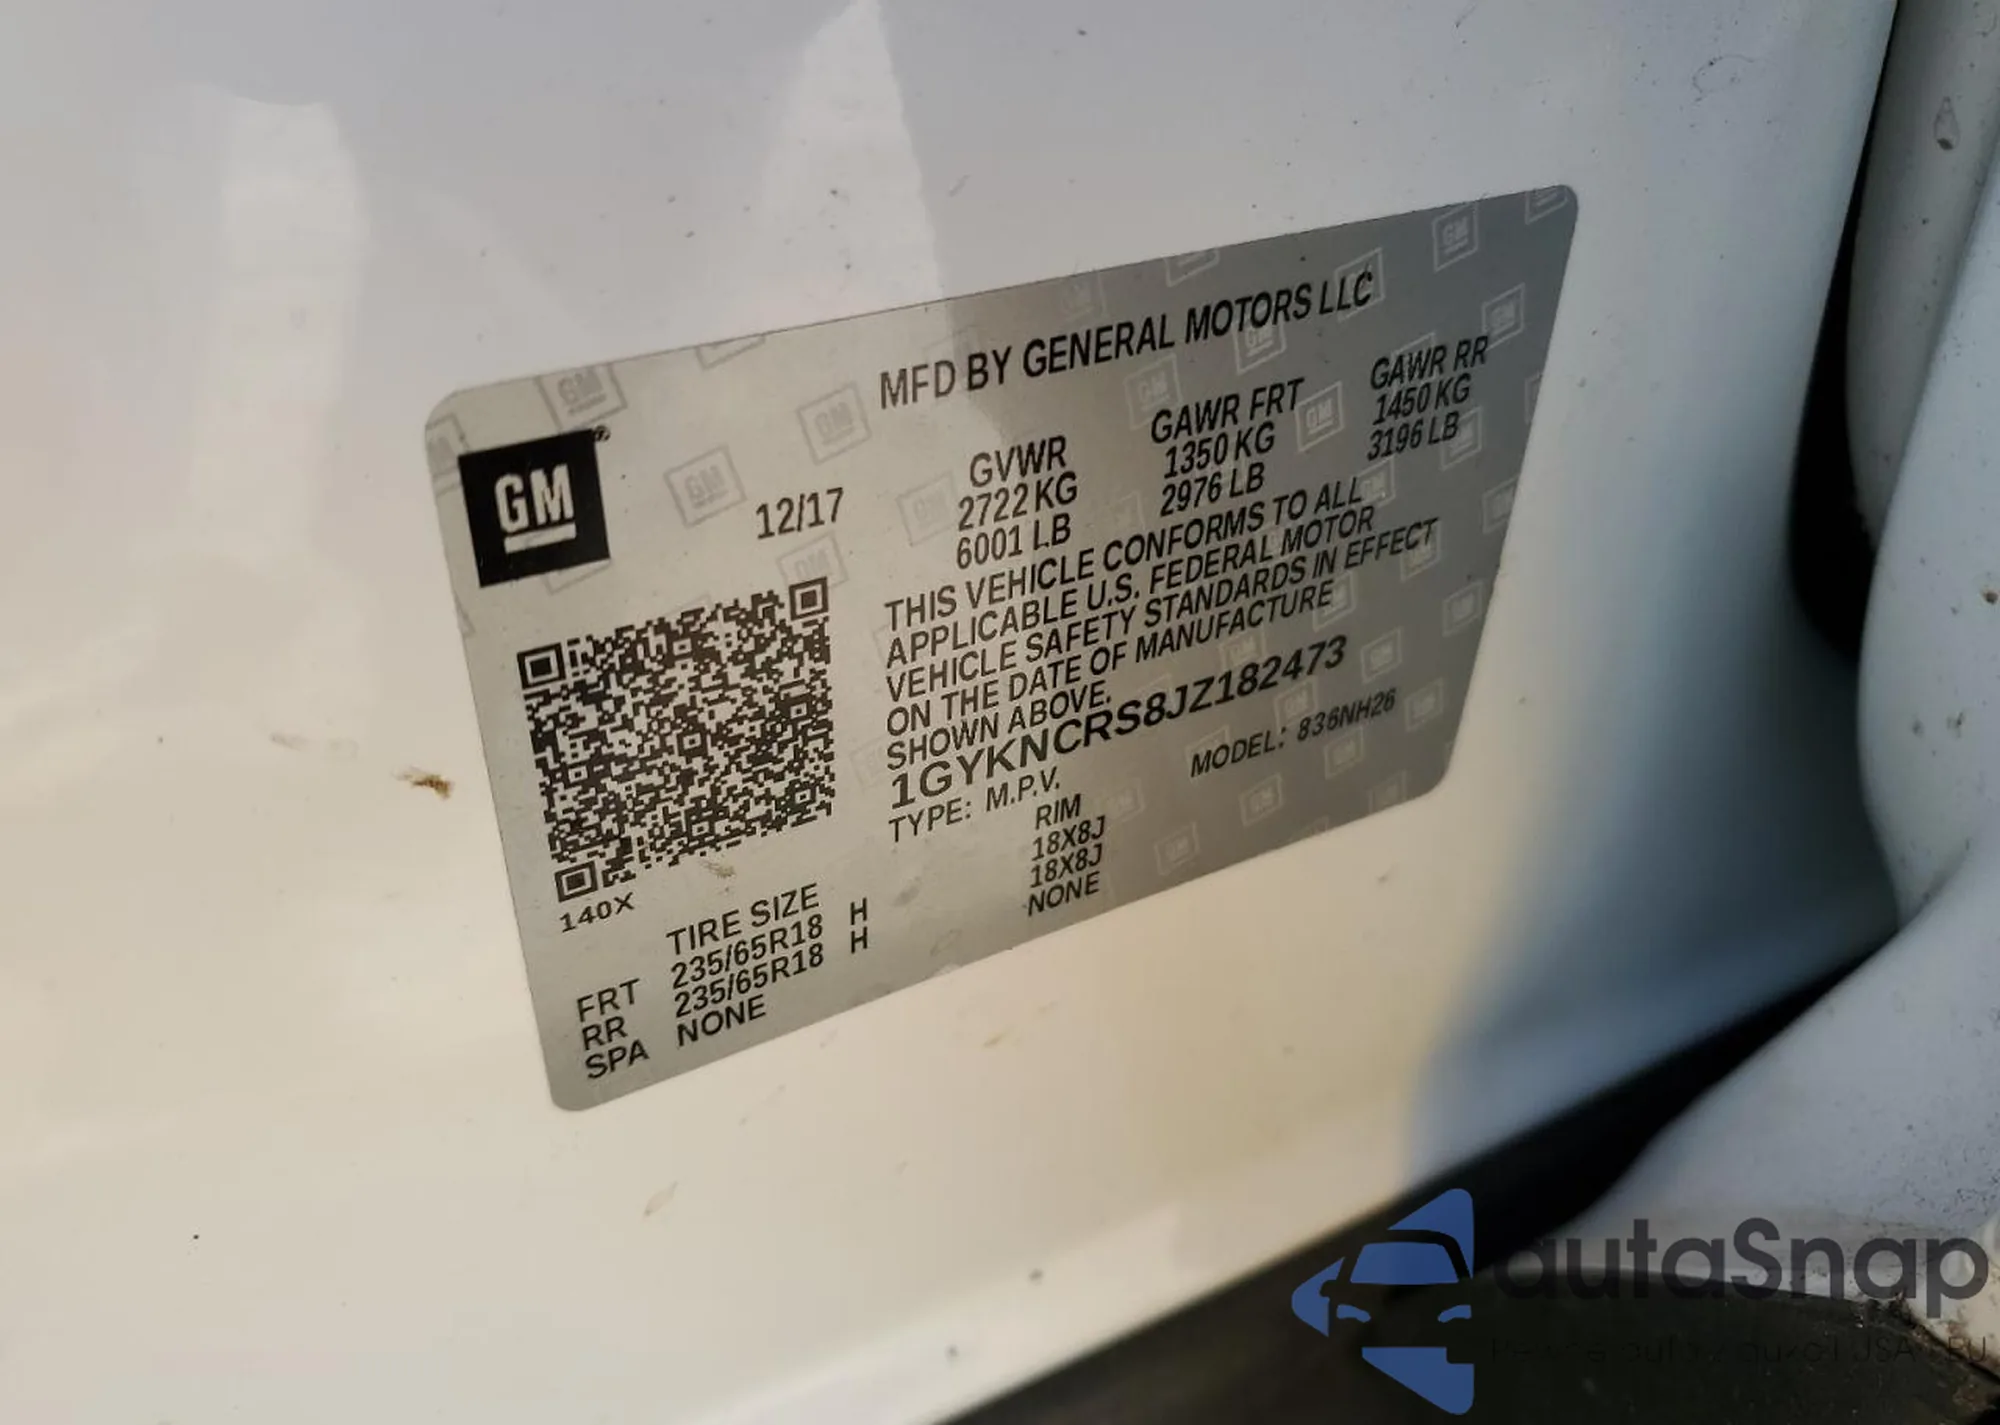 MFD BY GENERAL MOTORS LLC
GM®
12/17
GVWR GAWR FRT GAWR RR
2722 KG 1350 KG 1450 KG
6001 LB 2976 LB 3196 LB
THIS VEHICLE CONFORMS TO ALL
APPLICABLE U.S. FEDERAL MOTOR
VEHICLE SAFETY STANDARDS IN EFFECT
ON THE DATE OF MANUFACTURE
SHOWN ABOVE.
1GYKNCRS8JZ182473
TYPE: M.P.V. MODEL: 836NH26
140X
TIRE SIZE RIM
FRT 235/65R18 H 18X8J
RR 235/65R18 H 18X8J
SPA NONE NONE
autaSnap